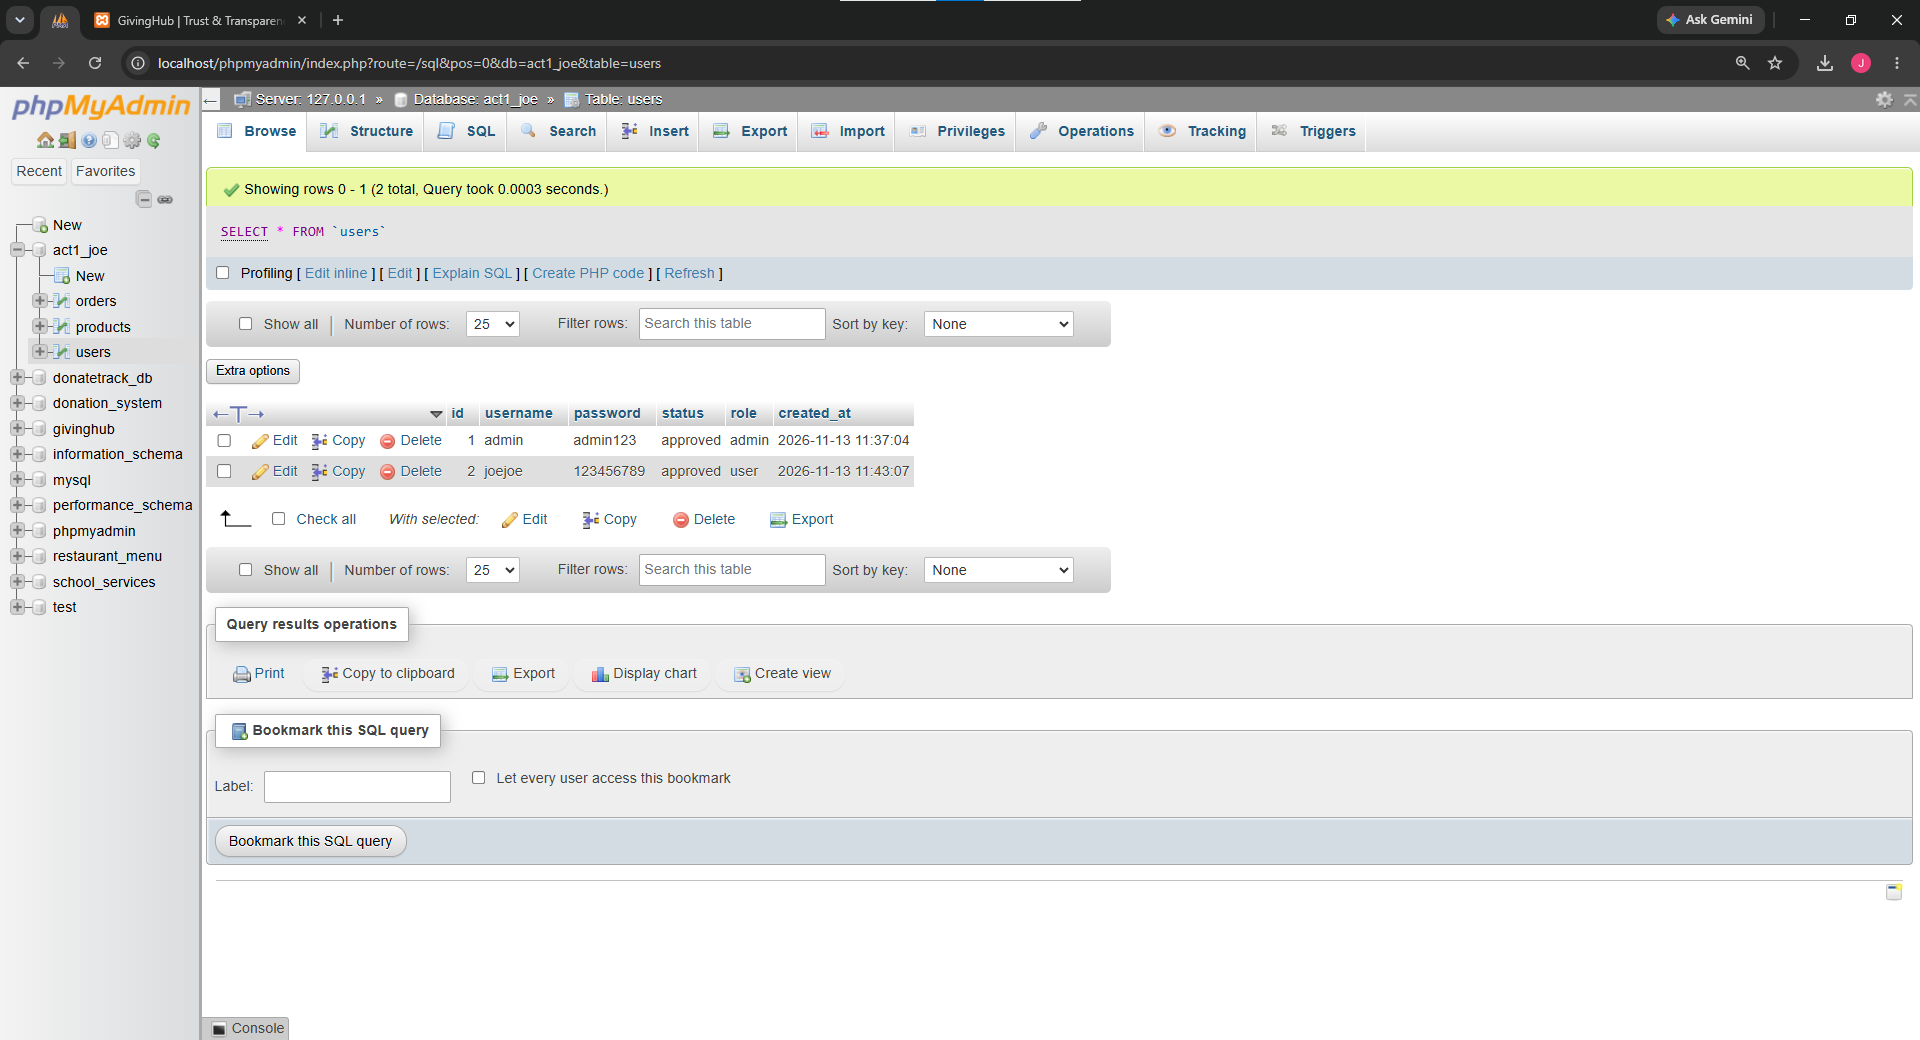 GivingHub | Trust & Transparen
Ask Gemini
localhost/phpmyadmin/index.php?route=/sql&pos=0&db=act1_joe&table=users
J
phpMyAdmin
Recent Favorites
New
act1_joe
New
orders
products
users
donatetrack_db
donation_system
givinghub
information_schema
mysql
performance_schema
phpmyadmin
restaurant_menu
school_services
test
Server: 127.0.0.1 » Database: act1_joe » Table: users
Browse Structure SQL Search Insert Export Import Privileges Operations Tracking Triggers
Showing rows 0 - 1 (2 total, Query took 0.0003 seconds.)
SELECT * FROM `users`
Profiling [ Edit inline ] [ Edit ] [ Explain SQL ] [ Create PHP code ] [ Refresh ]
Show all | Number of rows: 25 Filter rows: Search this table Sort by key: None
Extra options
id username password status role created_at
Edit Copy Delete 1 admin admin123 approved admin 2026-11-13 11:37:04
Edit Copy Delete 2 joejoe 123456789 approved user 2026-11-13 11:43:07
Check all With selected: Edit Copy Delete Export
Show all | Number of rows: 25 Filter rows: Search this table Sort by key: None
Query results operations
Print Copy to clipboard Export Display chart Create view
Bookmark this SQL query
Label: Let every user access this bookmark
Bookmark this SQL query
Console